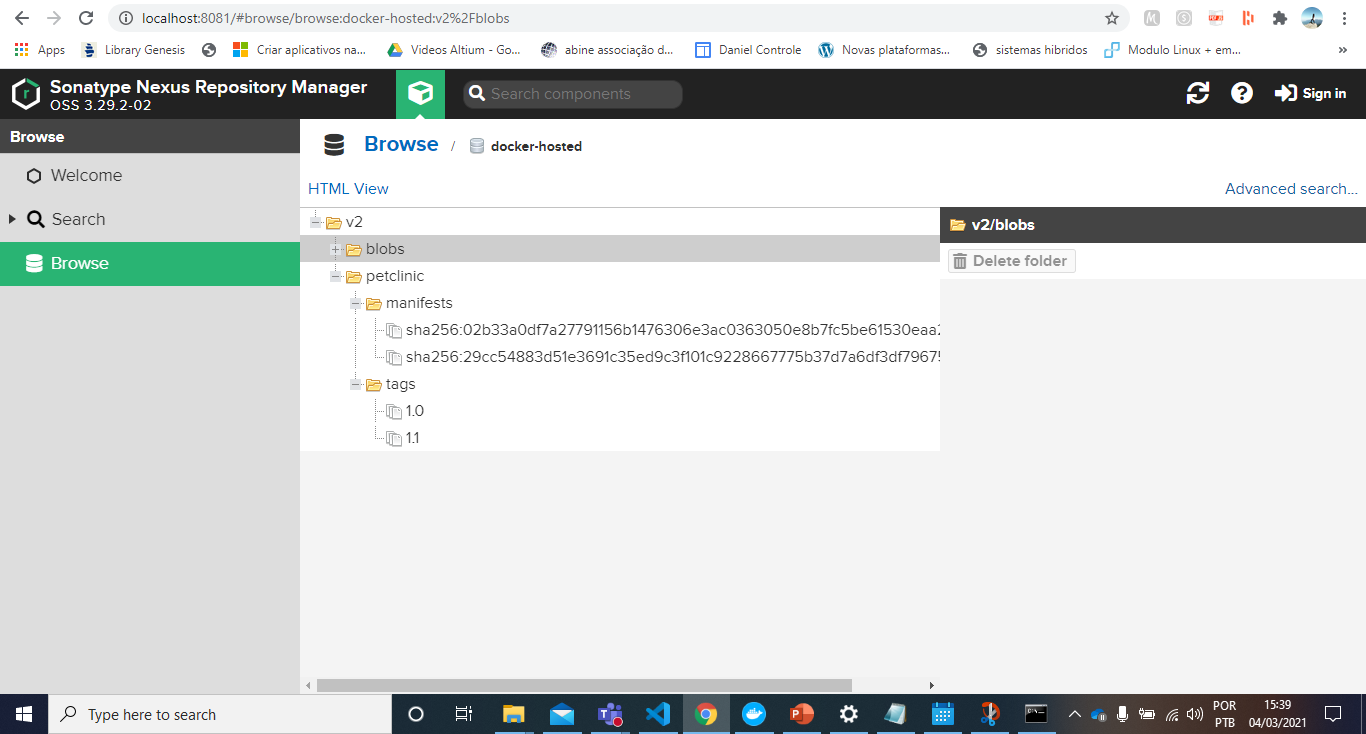 localhost:8081/#browse/browse:docker-hosted:v2%2Fblobs
Apps Library Genesis Criar aplicativos na... Videos Altium - Go... abine associação d... Daniel Controle Novas plataformas... sistemas hibridos Modulo Linux + em... »
Sonatype Nexus Repository Manager
OSS 3.29.2-02
Search components
Sign in
Browse
Welcome
Search
Browse
Browse / docker-hosted
HTML View Advanced search...
v2
blobs
petclinic
manifests
sha256:02b33a0df7a27791156b1476306e3ac0363050e8b7fc5be61530eaa2
sha256:29cc54883d51e3691c35ed9c3f101c9228667775b37d7a6df3df79675
tags
1.0
1.1
v2/blobs
Delete folder
Type here to search
POR
PTB
15:39
04/03/2021